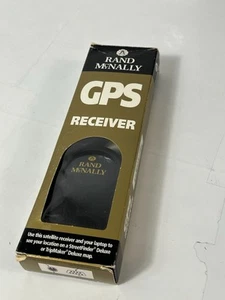 RAND
McNALLY
GPS
RECEIVER
RAND
McNALLY
Use this satellite receiver and your laptop to
see your location on a StreetFinder Deluxe
or TripMaker Deluxe map.